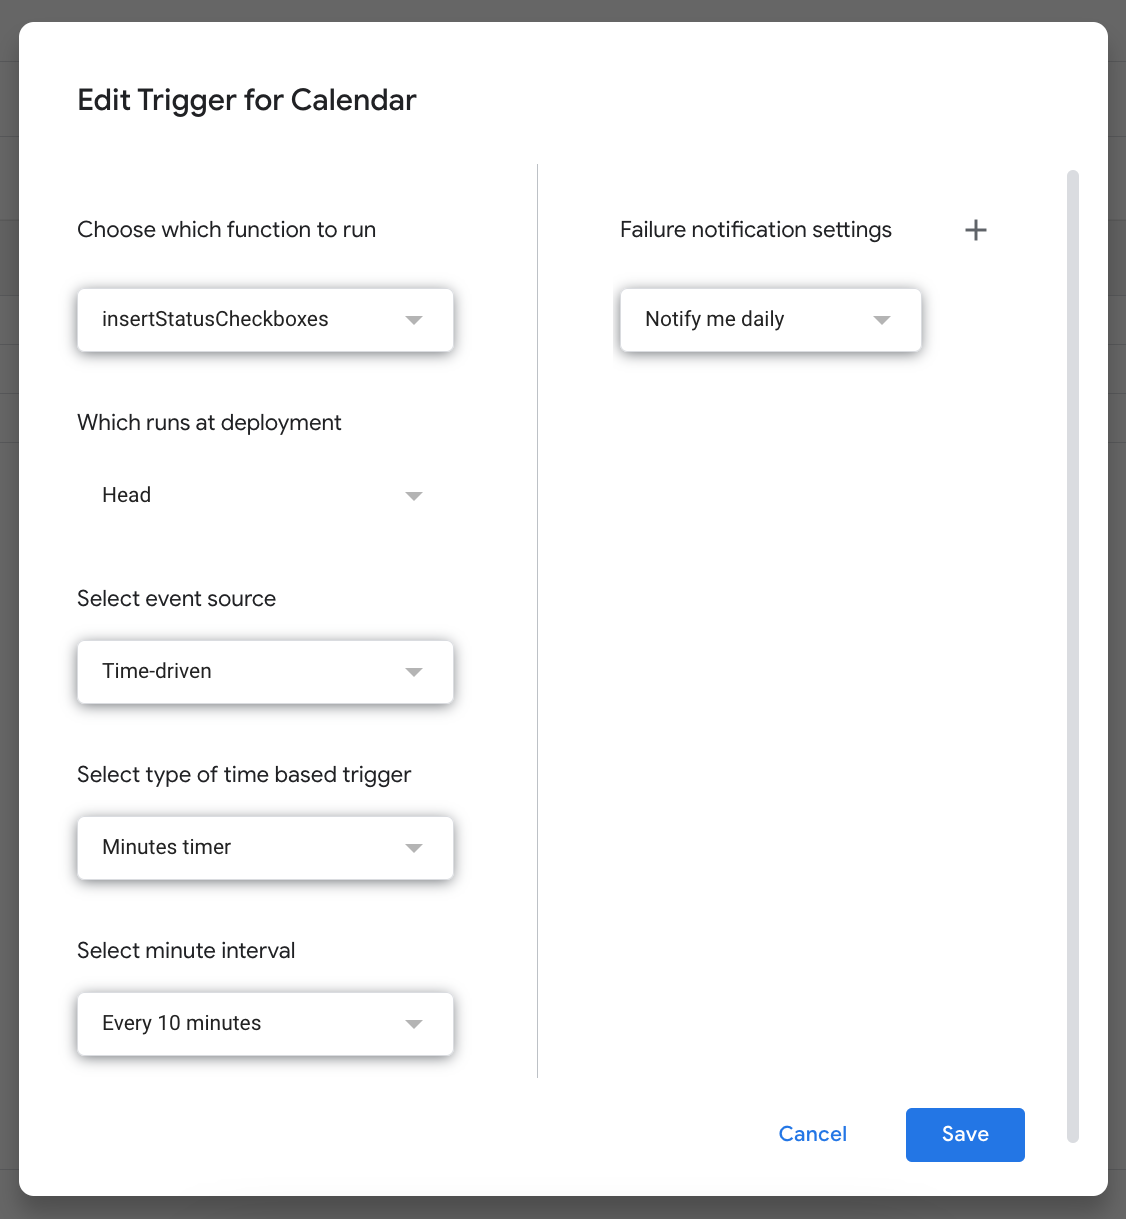 Edit Trigger for Calendar
Choose which function to run
insertStatusCheckboxes
Which runs at deployment
Head
Select event source
Time-driven
Select type of time based trigger
Minutes timer
Select minute interval
Every 10 minutes
Failure notification settings
Notify me daily
Cancel
Save